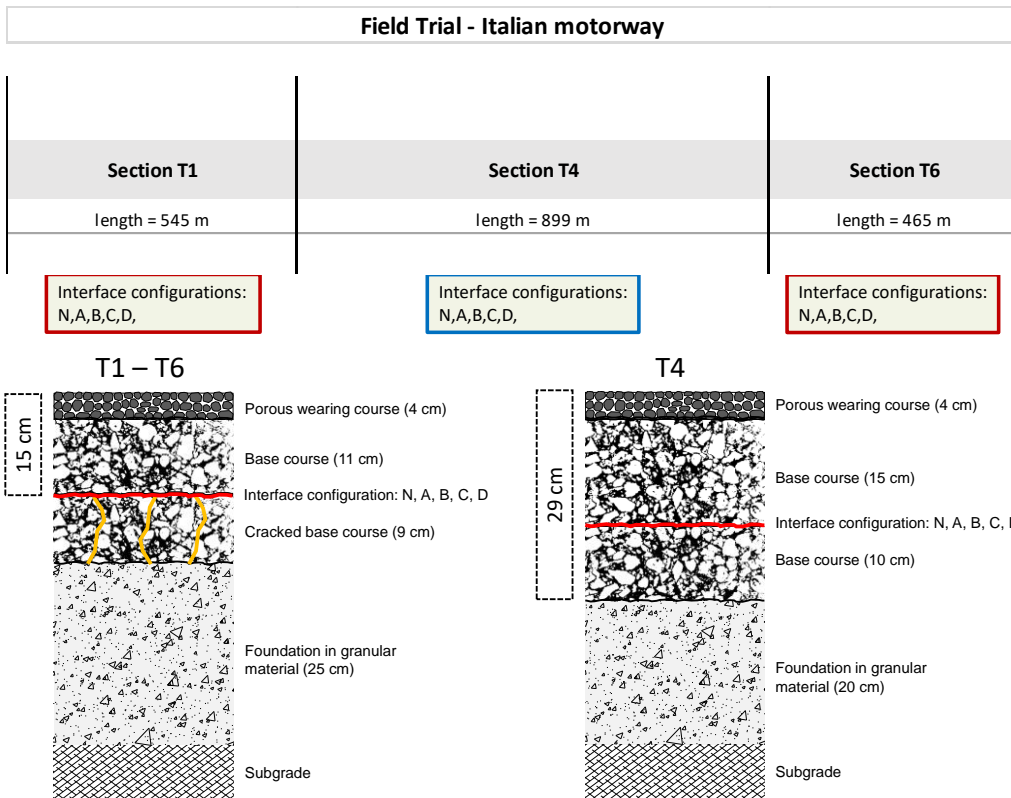 Field Trial - Italian motorway
Section T1
Section T4
Section T6
length = 545 m
length = 899 m
length = 465 m
Interface configurations:
N,A,B,C,D,
Interface configurations:
N,A,B,C,D,
Interface configurations:
N,A,B,C,D,
T1 – T6
15 cm
Porous wearing course (4 cm)
Base course (11 cm)
Interface configuration: N, A, B, C, D
Cracked base course (9 cm)
Foundation in granular
material (25 cm)
Subgrade
T4
29 cm
Porous wearing course (4 cm)
Base course (15 cm)
Interface configuration: N, A, B, C,
Base course (10 cm)
Foundation in granular
material (20 cm)
Subgrade